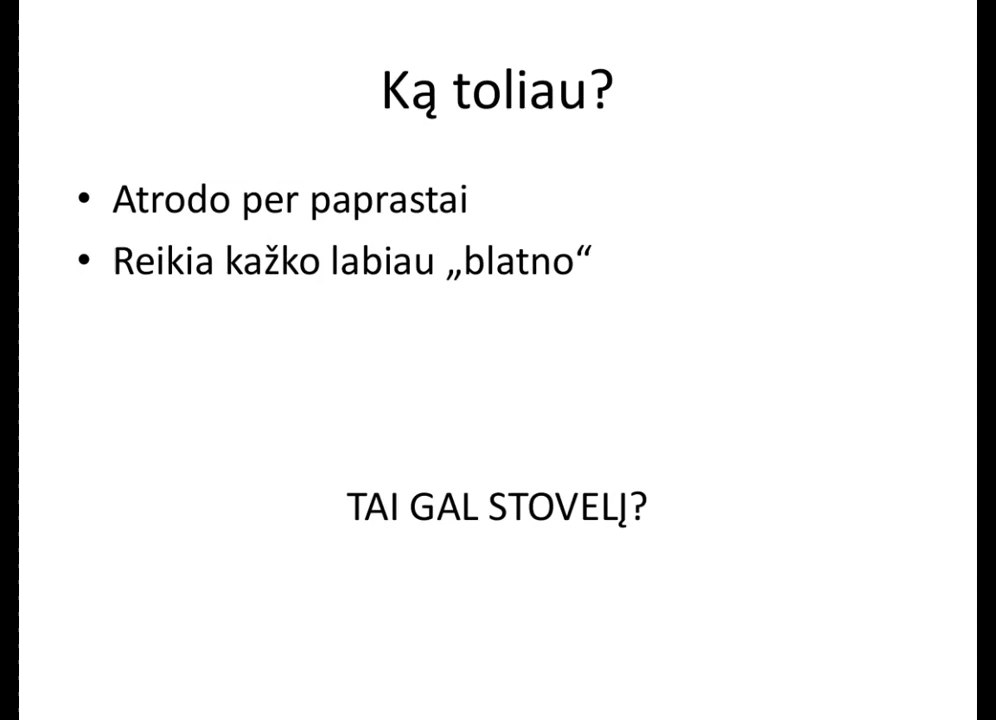 Ką toliau?
• Atrodo per paprastai
• Reikia kažko labiau „blatno“
TAI GAL STOVELĮ?